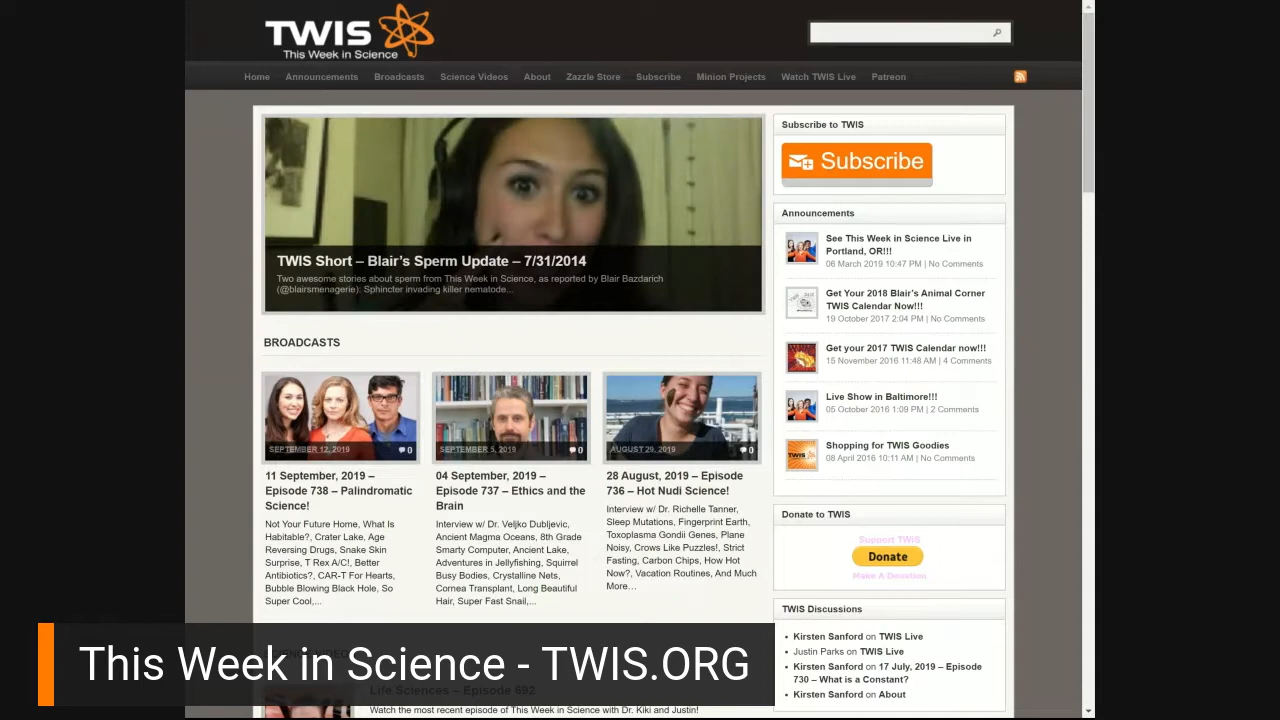 TWIS
This Week in Science
Home Announcements Broadcasts Science Videos About Zazzle Store Subscribe Minion Projects Watch TWIS Live Patreon
TWIS Short – Blair's Sperm Update – 7/31/2014
Two awesome stories about sperm from This Week in Science, as reported by Blair Bazdarich
(@blairsmenagerie): Sphincter invading killer nematode...
BROADCASTS
SEPTEMBER 12, 2019 0
11 September, 2019 –
Episode 738 – Palindromatic
Science!
Not Your Future Home, What Is
Habitable?, Crater Lake, Age
Reversing Drugs, Snake Skin
Surprise, T Rex A/C!, Better
Antibiotics?, CAR-T For Hearts,
Bubble Blowing Black Hole, So
Super Cool,...
SEPTEMBER 5, 2019 0
04 September, 2019 –
Episode 737 – Ethics and the
Brain
Interview w/ Dr. Veljko Dubljevic,
Ancient Magma Oceans, 8th Grade
Smarty Computer, Ancient Lake,
Adventures in Jellyfishing, Squirrel
Busy Bodies, Crystalline Nets,
Cornea Transplant, Long Beautiful
Hair, Super Fast Snail,...
AUGUST 29, 2019 0
28 August, 2019 – Episode
736 – Hot Nudi Science!
Interview w/ Dr. Richelle Tanner,
Sleep Mutations, Fingerprint Earth,
Toxoplasma Gondii Genes, Plane
Noisy, Crows Like Puzzles!, Strict
Fasting, Carbon Chips, How Hot
Now?, Vacation Routines, And Much
More…
Subscribe to TWIS
Subscribe
Announcements
See This Week in Science Live in
Portland, OR!!!
06 March 2019 10:47 PM | No Comments
Get Your 2018 Blair's Animal Corner
TWIS Calendar Now!!!
19 October 2017 2:04 PM | No Comments
Get your 2017 TWIS Calendar now!!!
15 November 2016 11:48 AM | 4 Comments
Live Show in Baltimore!!!
05 October 2016 1:09 PM | 2 Comments
TWIS
Shopping for TWIS Goodies
08 April 2016 10:11 AM | No Comments
Donate to TWIS
Support TWIS
Donate
Make A Donation
TWIS Discussions
• Kirsten Sanford on TWIS Live
• Justin Parks on TWIS Live
• Kirsten Sanford on 17 July, 2019 – Episode
730 – What is a Constant?
• Kirsten Sanford on About
This Week in Science - TWIS.ORG
Life Sciences – Episode 692
Watch the most recent episode of This Week in Science with Dr. Kiki and Justin!